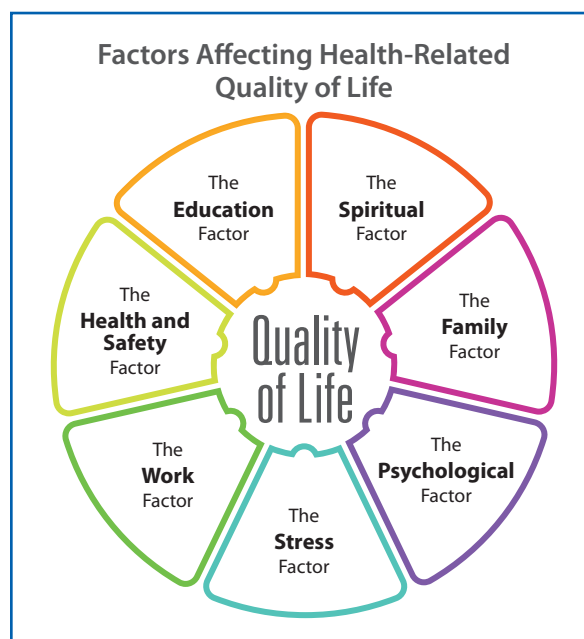 Factors Affecting Health-Related
Quality of Life
The
Education
Factor
The
Spiritual
Factor
The
Health and
Safety
Factor
The
Family
Factor
Quality
of Life
The
Work
Factor
The
Psychological
Factor
The
Stress
Factor